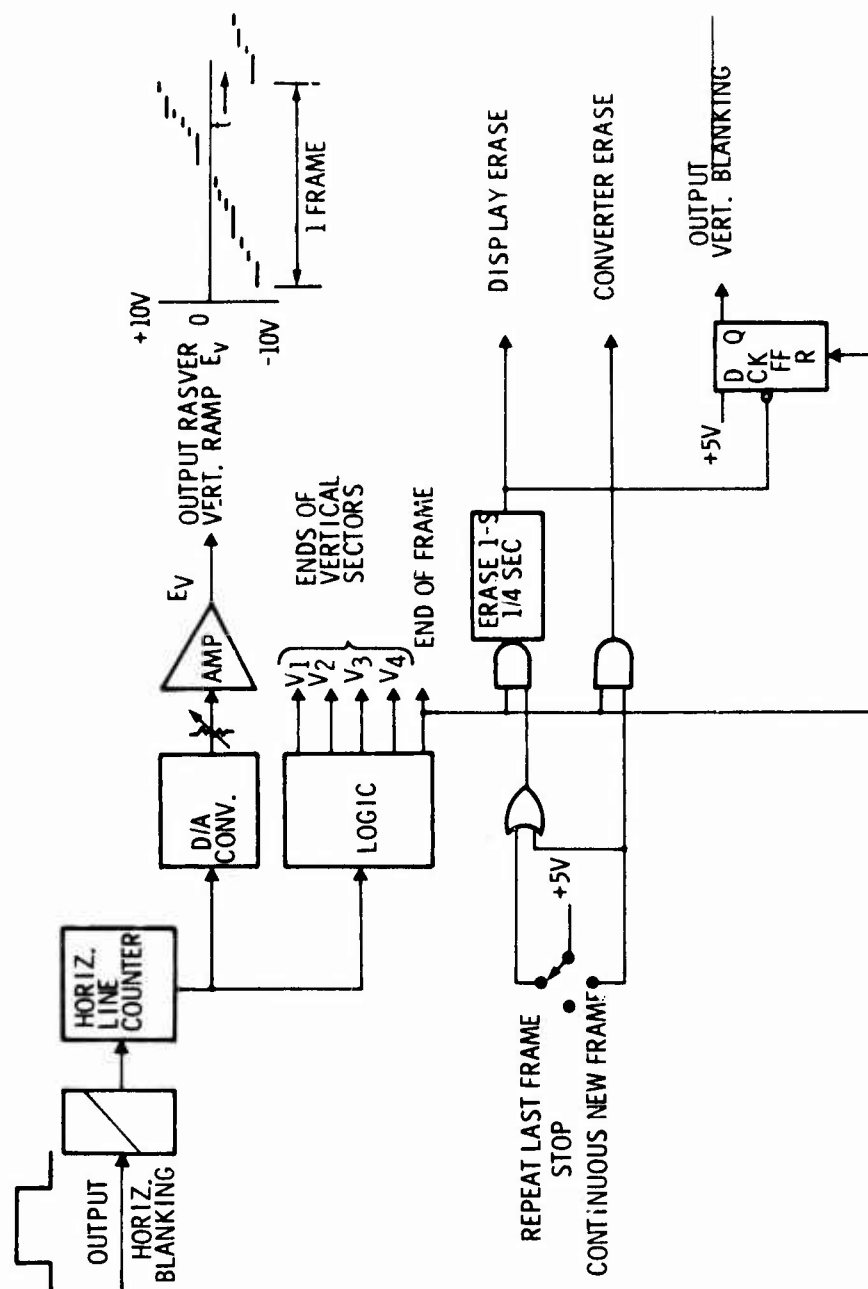 OUTPUT
HORIZ.
BLANKING
HORIZ.
LINE
COUNTER
D/A
CONV.
AMP
EV
OUTPUT RASVER
VERT. RAMP EV
+10V
0
-10V
t
1 FRAME
LOGIC
V1
V2
V3
V4
ENDS OF
VERTICAL
SECTORS
END OF FRAME
REPEAT LAST FRAME
STOP
CONTINUOUS NEW FRAME
+5V
ERASE 1-S
1/4 SEC
DISPLAY ERASE
CONVERTER ERASE
+5V
D Q
CK
FF
R
OUTPUT
VERT. BLANKING